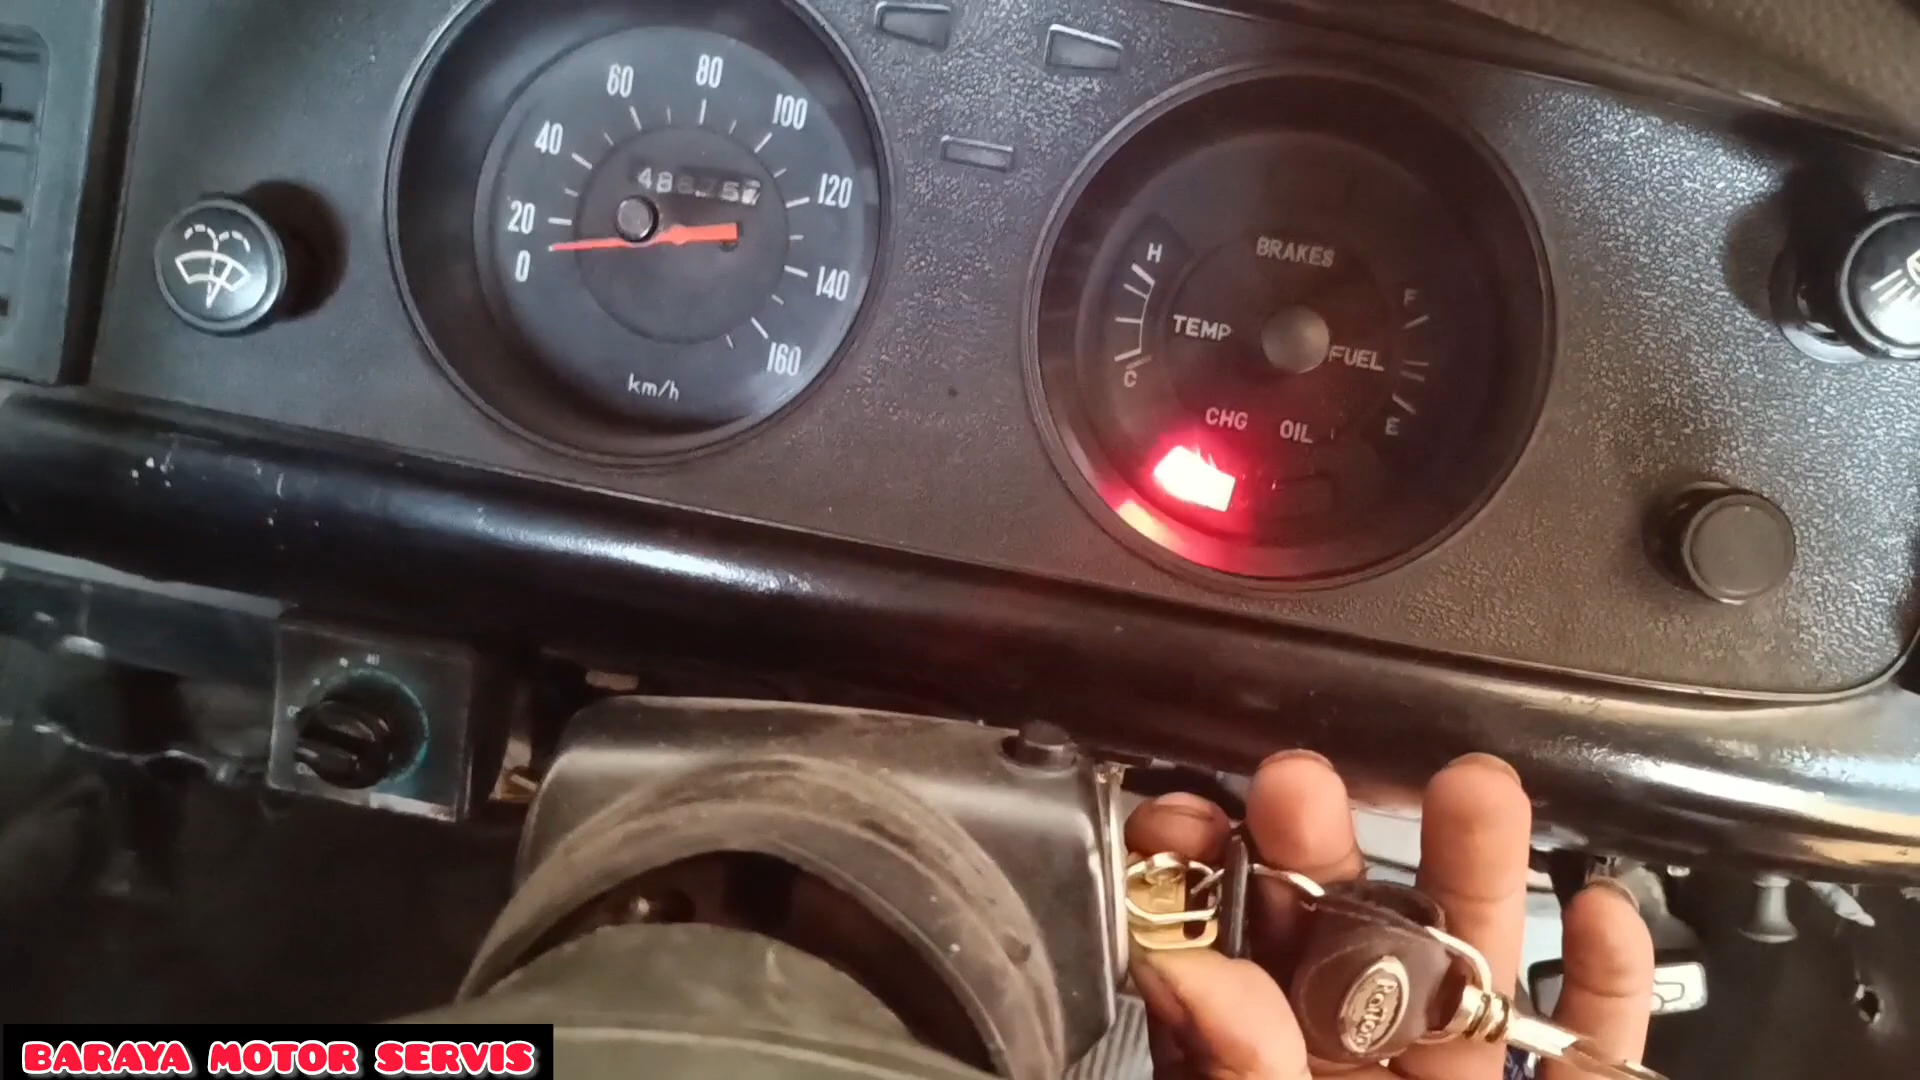 80
60
100
40
120
20
0
140
160
km/h
BRAKES
H
F
TEMP
FUEL
C
CHG OIL
E
BARAYA MOTOR SERVIS